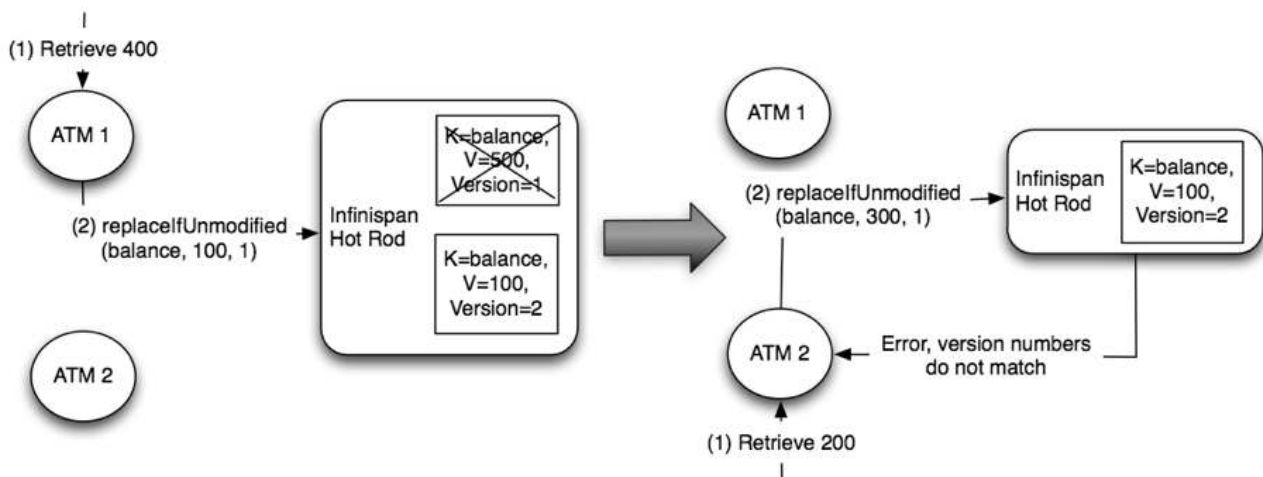 (1) Retrieve 400
ATM 1
(2) replaceIfUnmodified
(balance, 100, 1)
Infinispan
Hot Rod
K=balance,
V=500,
Version=1
K=balance,
V=100,
Version=2
ATM 2
ATM 1
(2) replaceIfUnmodified
(balance, 300, 1)
Infinispan
Hot Rod
K=balance,
V=100,
Version=2
ATM 2
Error, version numbers
do not match
(1) Retrieve 200